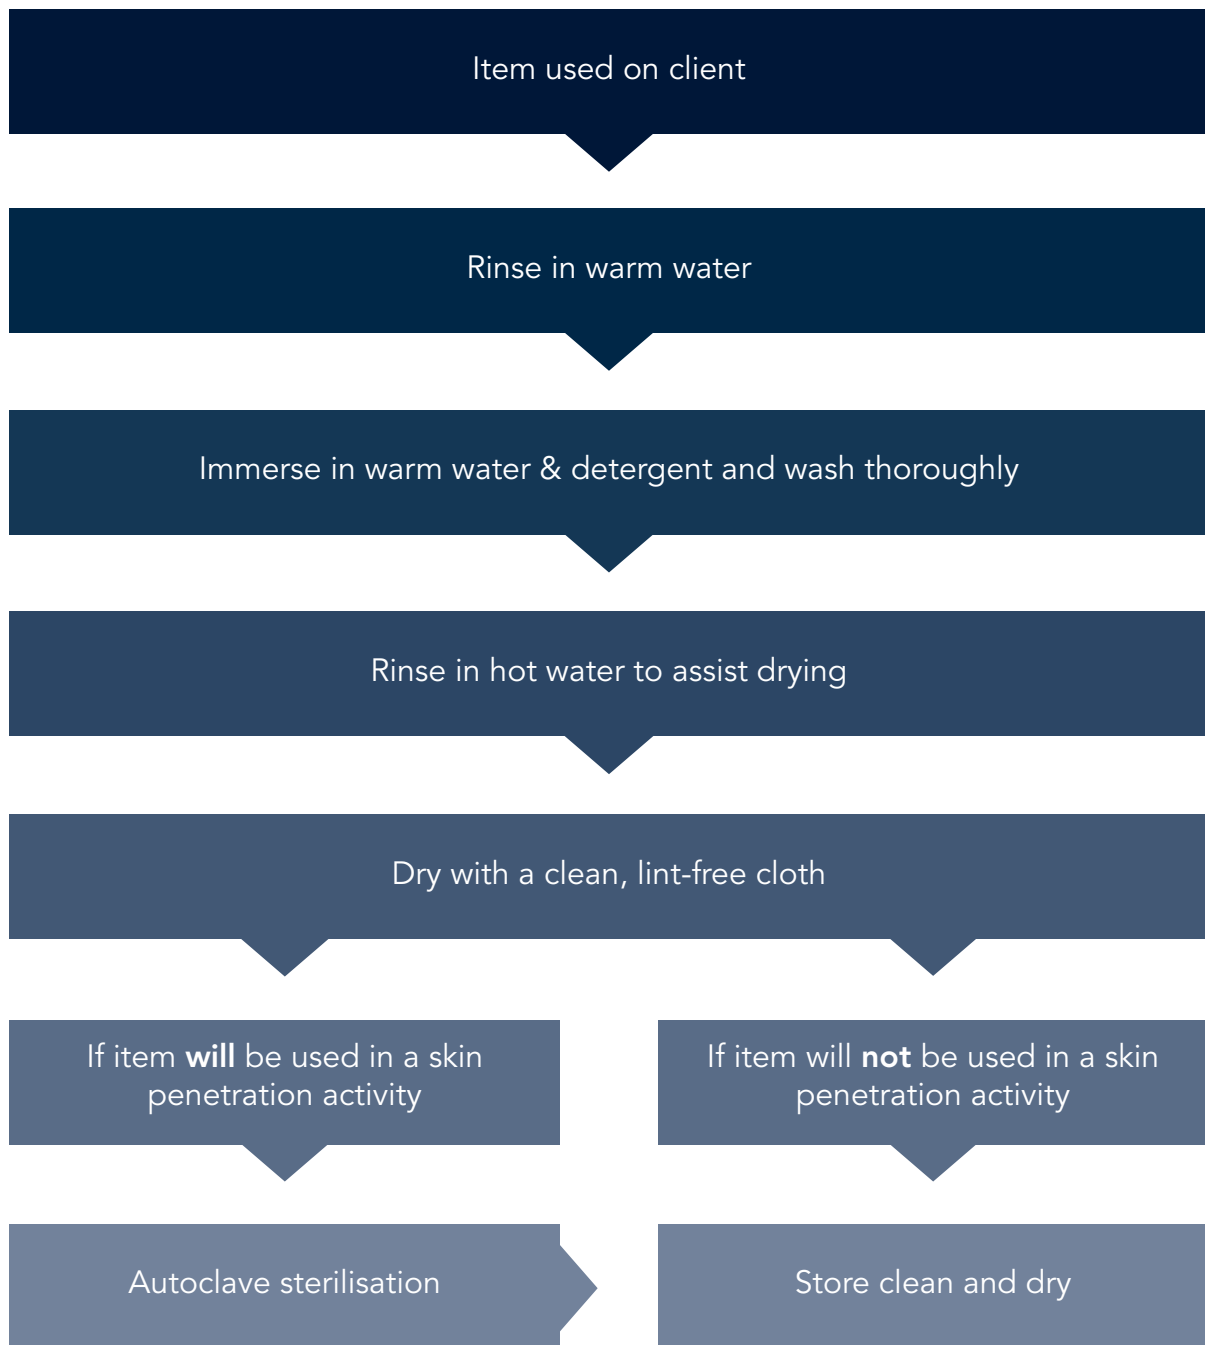 Item used on client
Rinse in warm water
Immerse in warm water & detergent and wash thoroughly
Rinse in hot water to assist drying
Dry with a clean, lint-free cloth
If item will be used in a skin
penetration activity
If item will not be used in a skin
penetration activity
Autoclave sterilisation
Store clean and dry